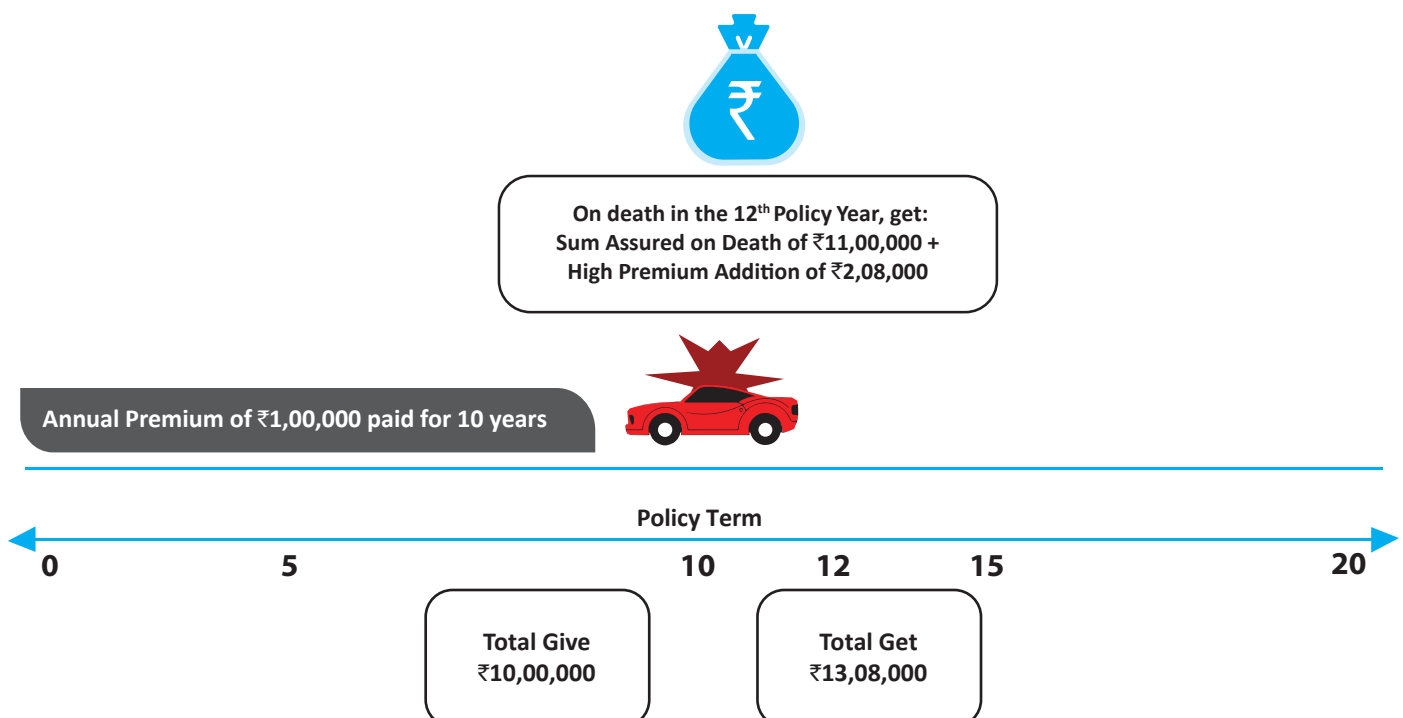 ₹
On death in the 12th Policy Year, get:
Sum Assured on Death of ₹11,00,000 +
High Premium Addition of ₹2,08,000
Annual Premium of ₹1,00,000 paid for 10 years
Policy Term
0 5 10 12 15 20
Total Give
₹10,00,000
Total Get
₹13,08,000